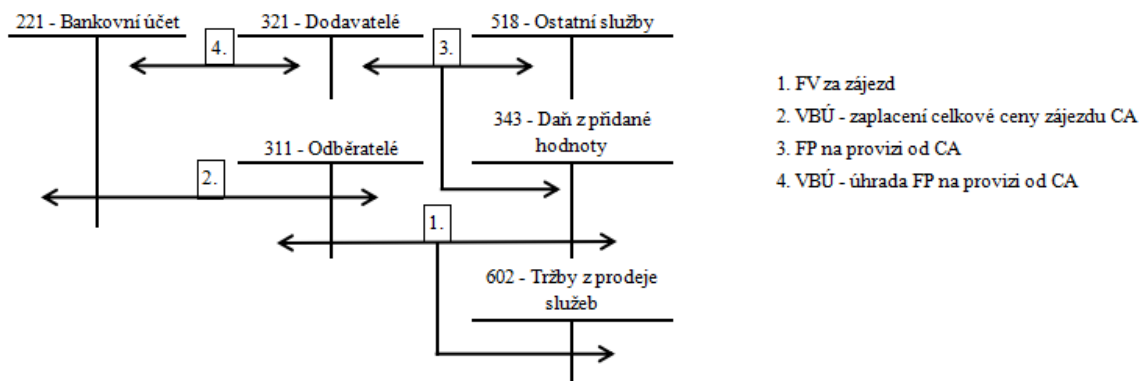 221 - Bankovní účet
321 - Dodavatelé
518 - Ostatní služby
4.
3.
343 - Daň z přidané
hodnoty
311 - Odběratelé
2.
1.
602 - Tržby z prodeje
služeb
1. FV za zájezd
2. VBÚ - zaplacení celkové ceny zájezdu CA
3. FP na provizi od CA
4. VBÚ - úhrada FP na provizi od CA